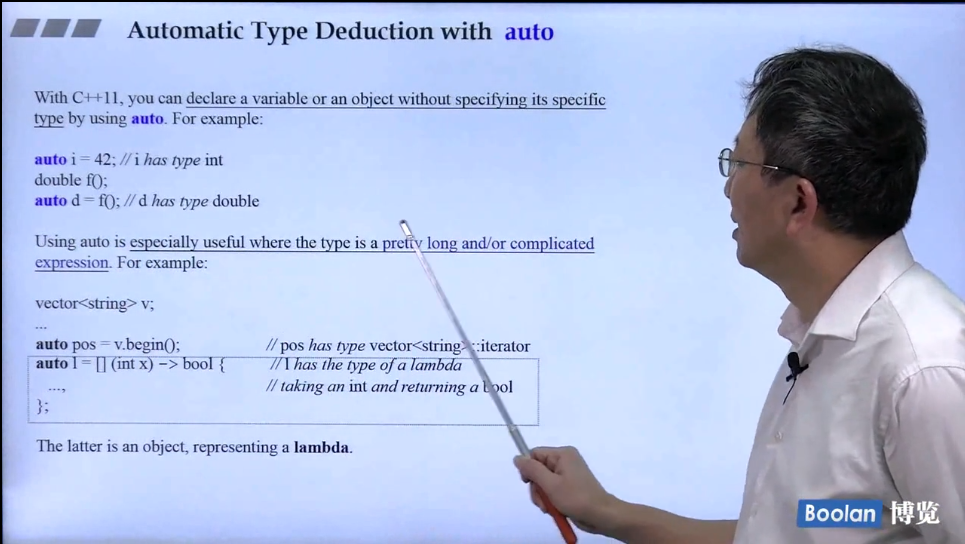 Automatic Type Deduction with auto
With C++11, you can declare a variable or an object without specifying its specific
type by using auto. For example:
auto i = 42; // i has type int
double f();
auto d = f(); // d has type double
Using auto is especially useful where the type is a pretty long and/or complicated
expression. For example:
vector<string> v;
...
auto pos = v.begin(); // pos has type vector<string>::iterator
auto l = [] (int x) -> bool { // l has the type of a lambda
..., // taking an int and returning a bool
};
The latter is an object, representing a lambda.
Boolan 博览